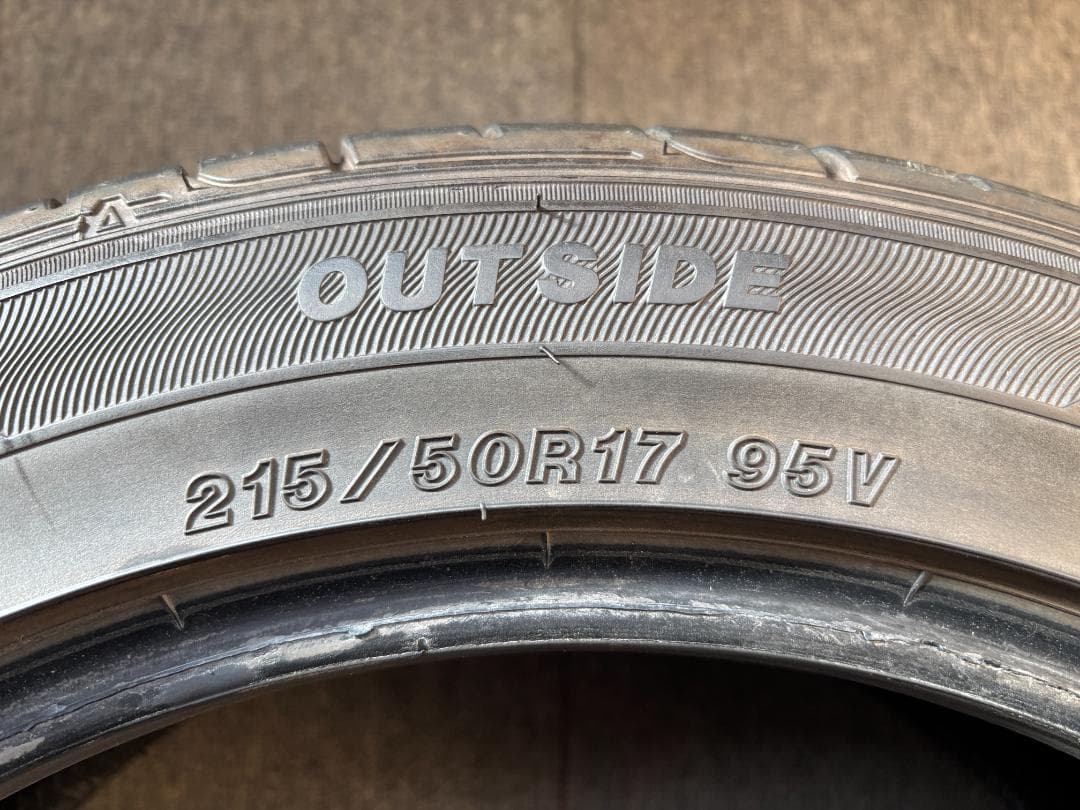 A
OUTSIDE
215/50R17 95V